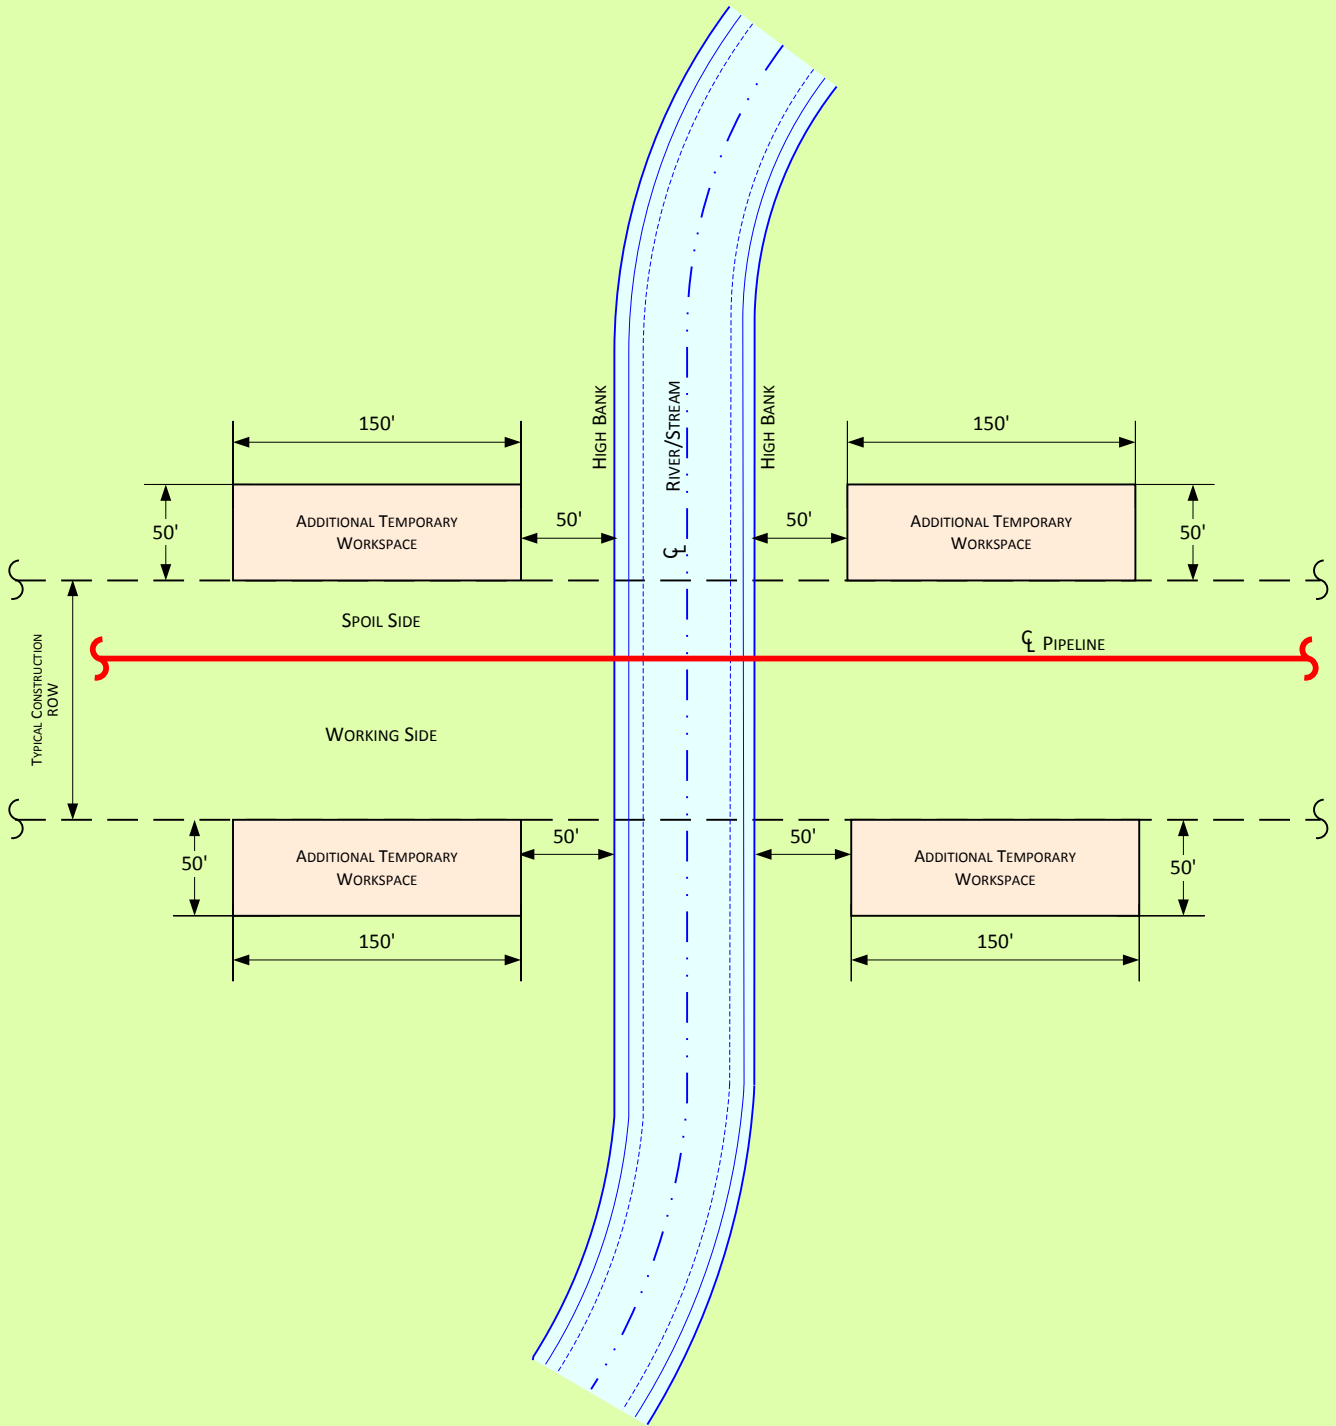 HIGH BANK
RIVER/STREAM
HIGH BANK
150'
150'
50'
ADDITIONAL TEMPORARY
WORKSPACE
50'
50'
ADDITIONAL TEMPORARY
WORKSPACE
50'
CL
SPOIL SIDE
CL PIPELINE
TYPICAL CONSTRUCTION
ROW
WORKING SIDE
50'
ADDITIONAL TEMPORARY
WORKSPACE
50'
50'
ADDITIONAL TEMPORARY
WORKSPACE
50'
150'
150'